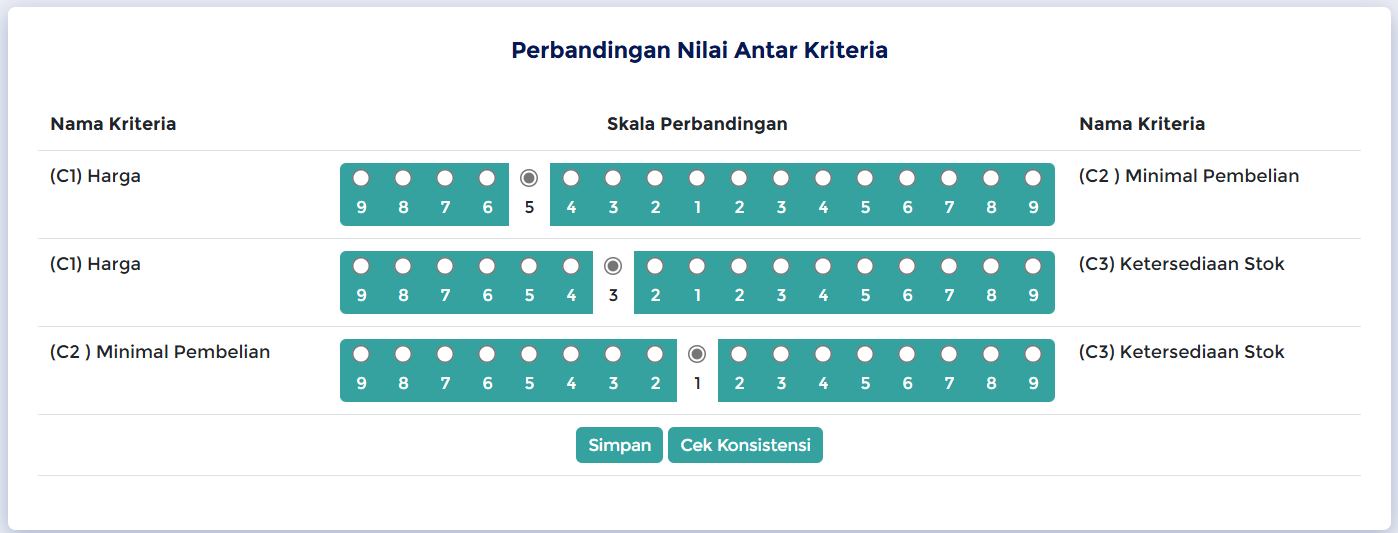 Perbandingan Nilai Antar Kriteria
Nama Kriteria Skala Perbandingan Nama Kriteria
(C1) Harga (C2 ) Minimal Pembelian
9 8 7 6 5 4 3 2 1 2 3 4 5 6 7 8 9
(C1) Harga (C3) Ketersediaan Stok
9 8 7 6 5 4 3 2 1 2 3 4 5 6 7 8 9
(C2 ) Minimal Pembelian (C3) Ketersediaan Stok
9 8 7 6 5 4 3 2 1 2 3 4 5 6 7 8 9
Simpan Cek Konsistensi